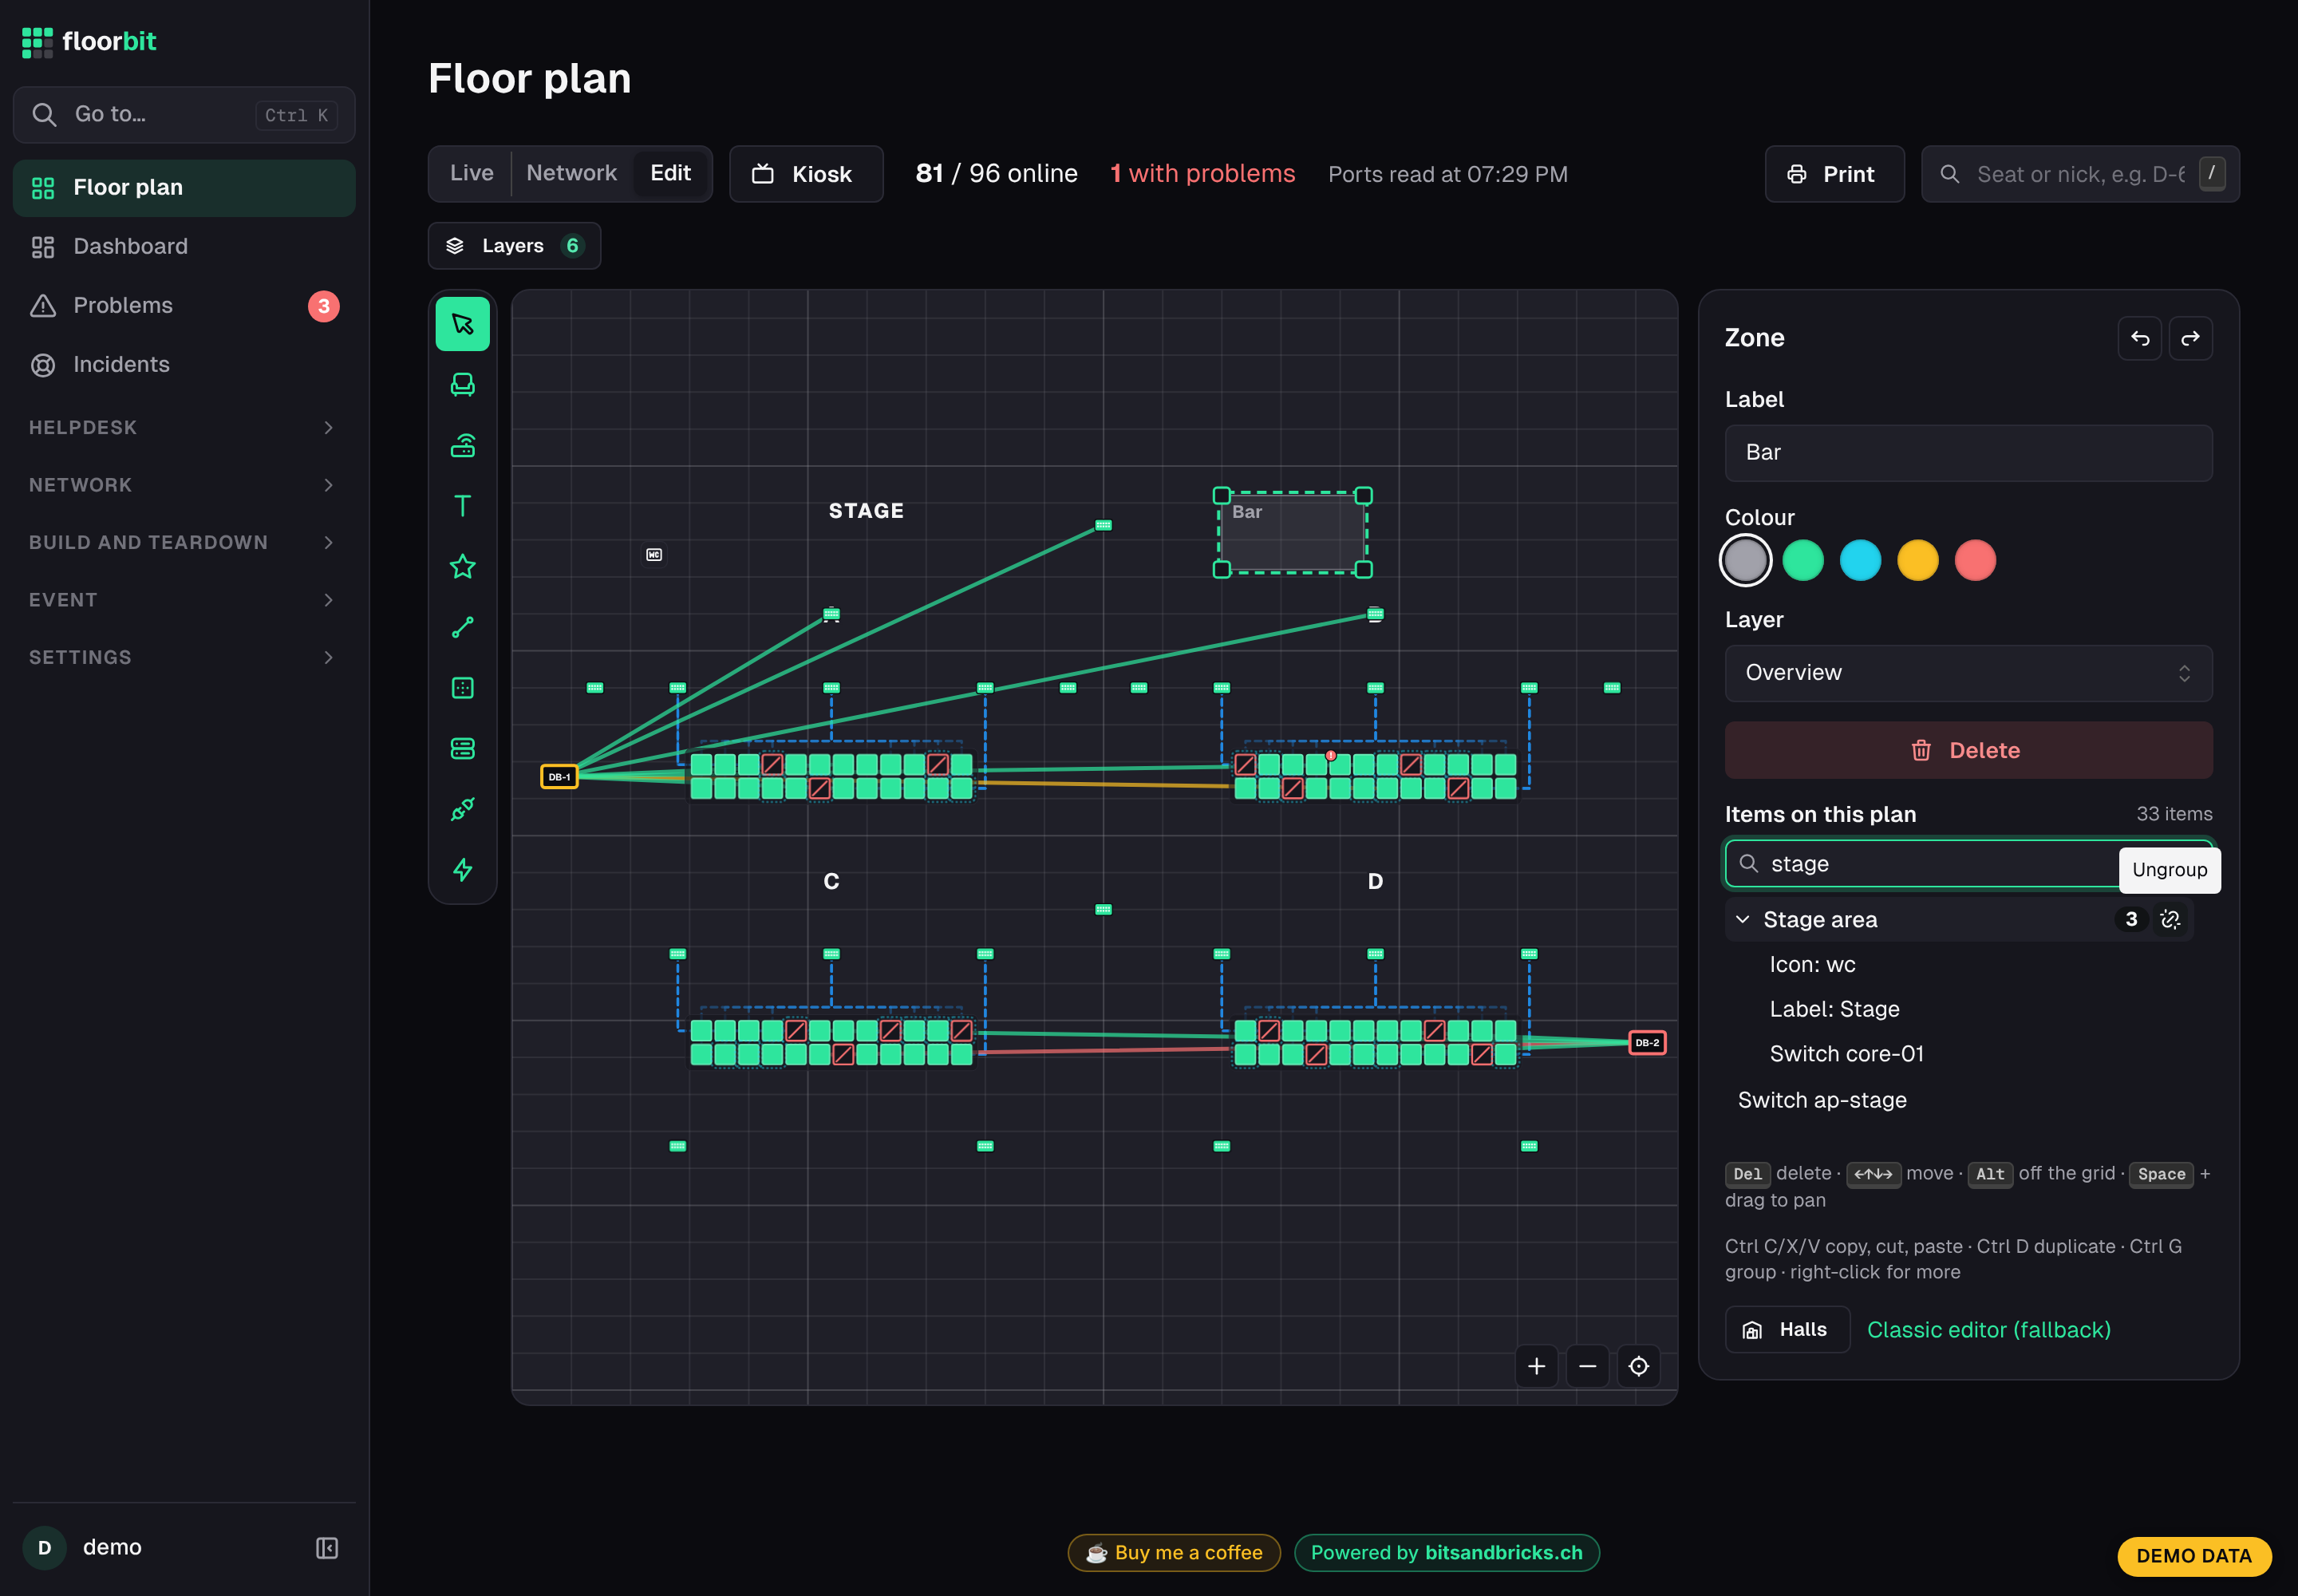 floorbit
Go to...
Ctrl K
Floor plan
Dashboard
Problems
3
Incidents
HELPDESK
NETWORK
BUILD AND TEARDOWN
EVENT
SETTINGS
D
demo
Floor plan
Live
Network
Edit
Kiosk
81 / 96 online
1 with problems
Ports read at 07:29 PM
Print
Seat or nick, e.g. D-6
/
Layers
6
STAGE
Bar
WC
DB-1
C
D
DB-2
Zone
Label
Bar
Colour
Layer
Overview
Delete
Items on this plan
33 items
stage
Ungroup
Stage area
3
Icon: wc
Label: Stage
Switch core-01
Switch ap-stage
Del delete · ←↑↓→ move · Alt off the grid · Space +
drag to pan
Ctrl C/X/V copy, cut, paste · Ctrl D duplicate · Ctrl G
group · right-click for more
Halls
Classic editor (fallback)
Buy me a coffee
Powered by bitsandbricks.ch
DEMO DATA